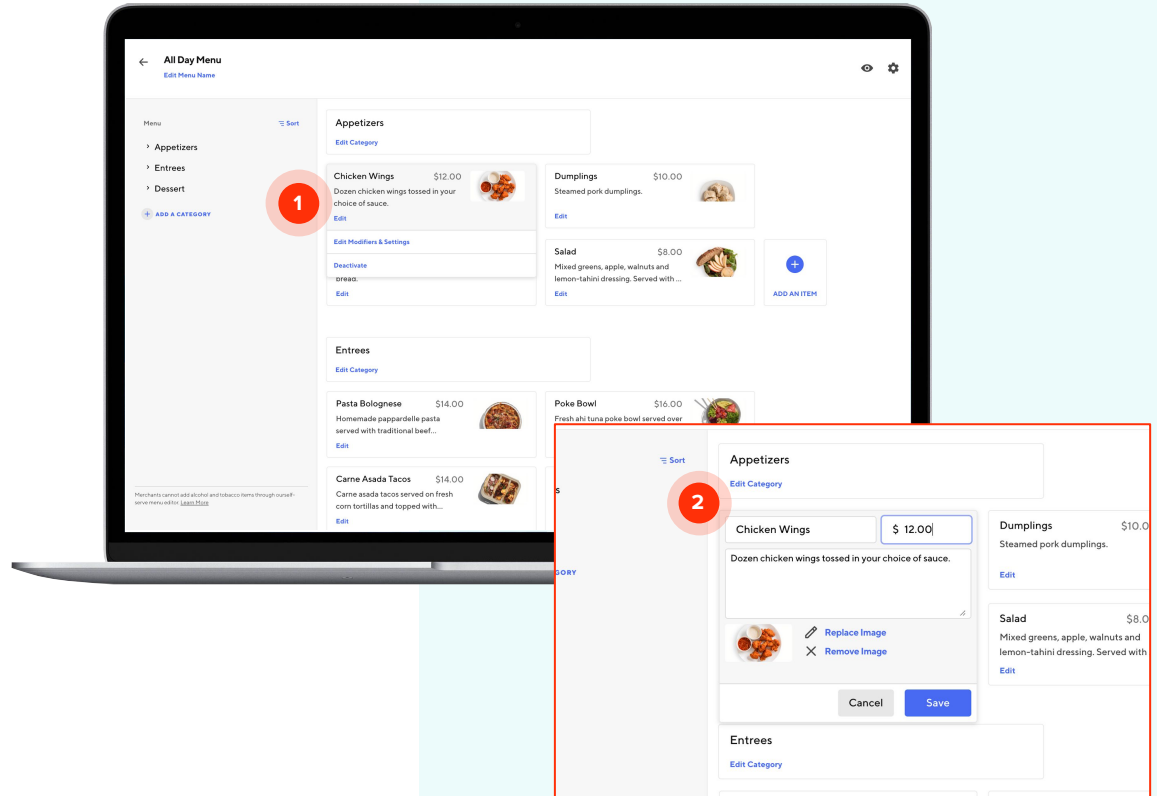 All Day Menu
Edit Menu Name
Menu
Sort
Appetizers
Entrees
Dessert
+ ADD A CATEGORY
Merchants cannot add alcohol and tobacco items through ourself-
serve menu editor. Learn More
1
Appetizers
Edit Category
Chicken Wings $12.00
Dozen chicken wings tossed in your
choice of sauce.
Edit
Edit Modifiers & Settings
Deactivate
bread.
Edit
Dumplings $10.00
Steamed pork dumplings.
Edit
Salad $8.00
Mixed greens, apple, walnuts and
lemon-tahini dressing. Served with ...
Edit
+
ADD AN ITEM
Entrees
Edit Category
Pasta Bolognese $14.00
Homemade pappardelle pasta
served with traditional beef...
Edit
Poke Bowl $16.00
Fresh ahi tuna poke bowl served over
Carne Asada Tacos $14.00
Carne asada tacos served on fresh
corn tortillas and topped with...
Edit
2
Sort
s
GORY
Appetizers
Edit Category
Chicken Wings
$ 12.00
Dozen chicken wings tossed in your choice of sauce.
Replace Image
Remove Image
Cancel
Save
Dumplings $10.0
Steamed pork dumplings.
Edit
Salad $8.0
Mixed greens, apple, walnuts and
lemon-tahini dressing. Served with
Edit
Entrees
Edit Category